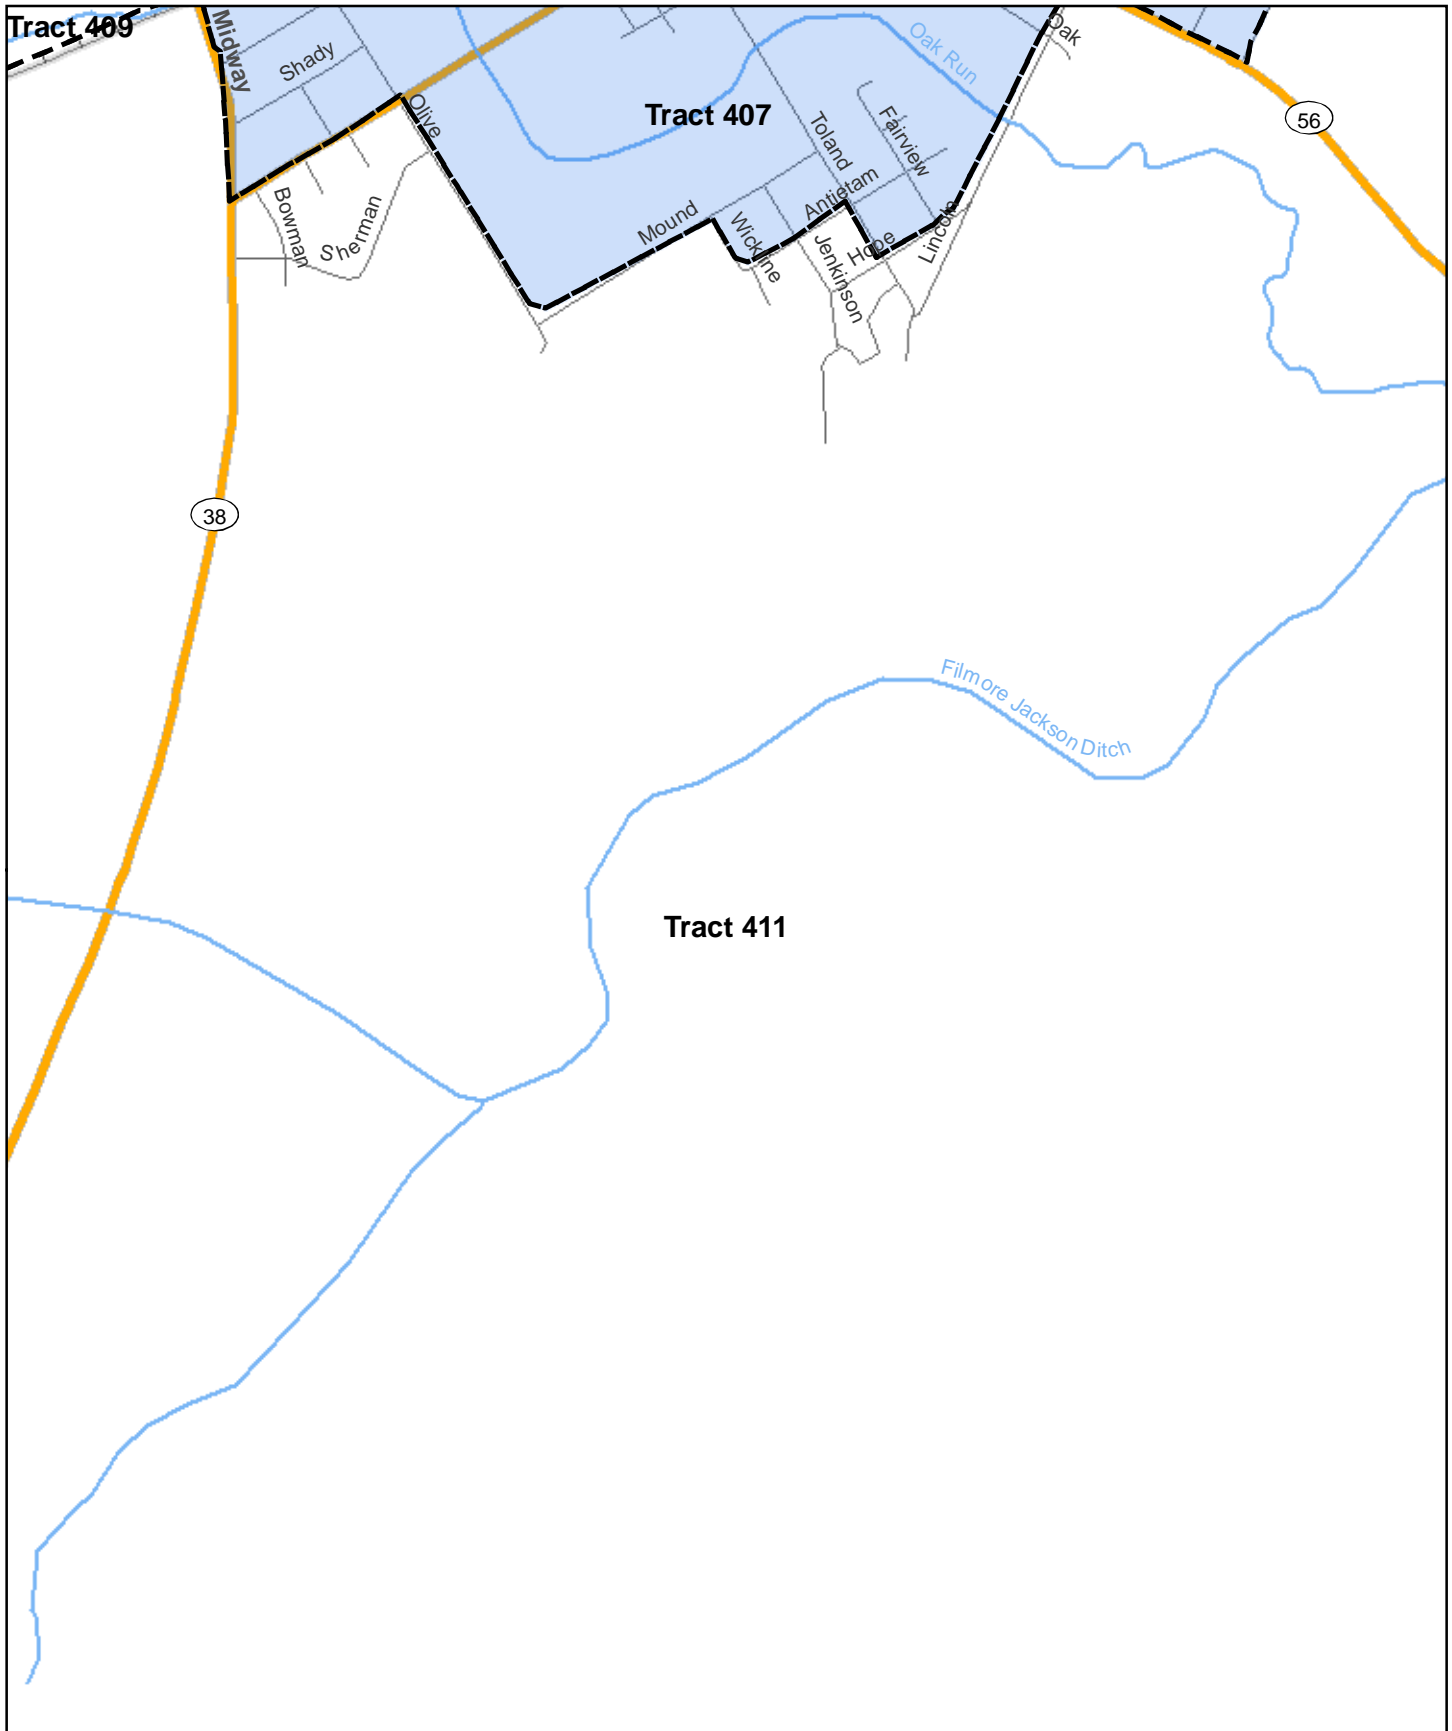 Tract 409
Midway
Shady
Olive
Oak Run
Oak
56
Tract 407
Toland
Fairview
Antietam
Bowman
Sherman
Mound
Wickline
Jenkinson
Hope
Lincoln
38
Filmore Jackson Ditch
Tract 411